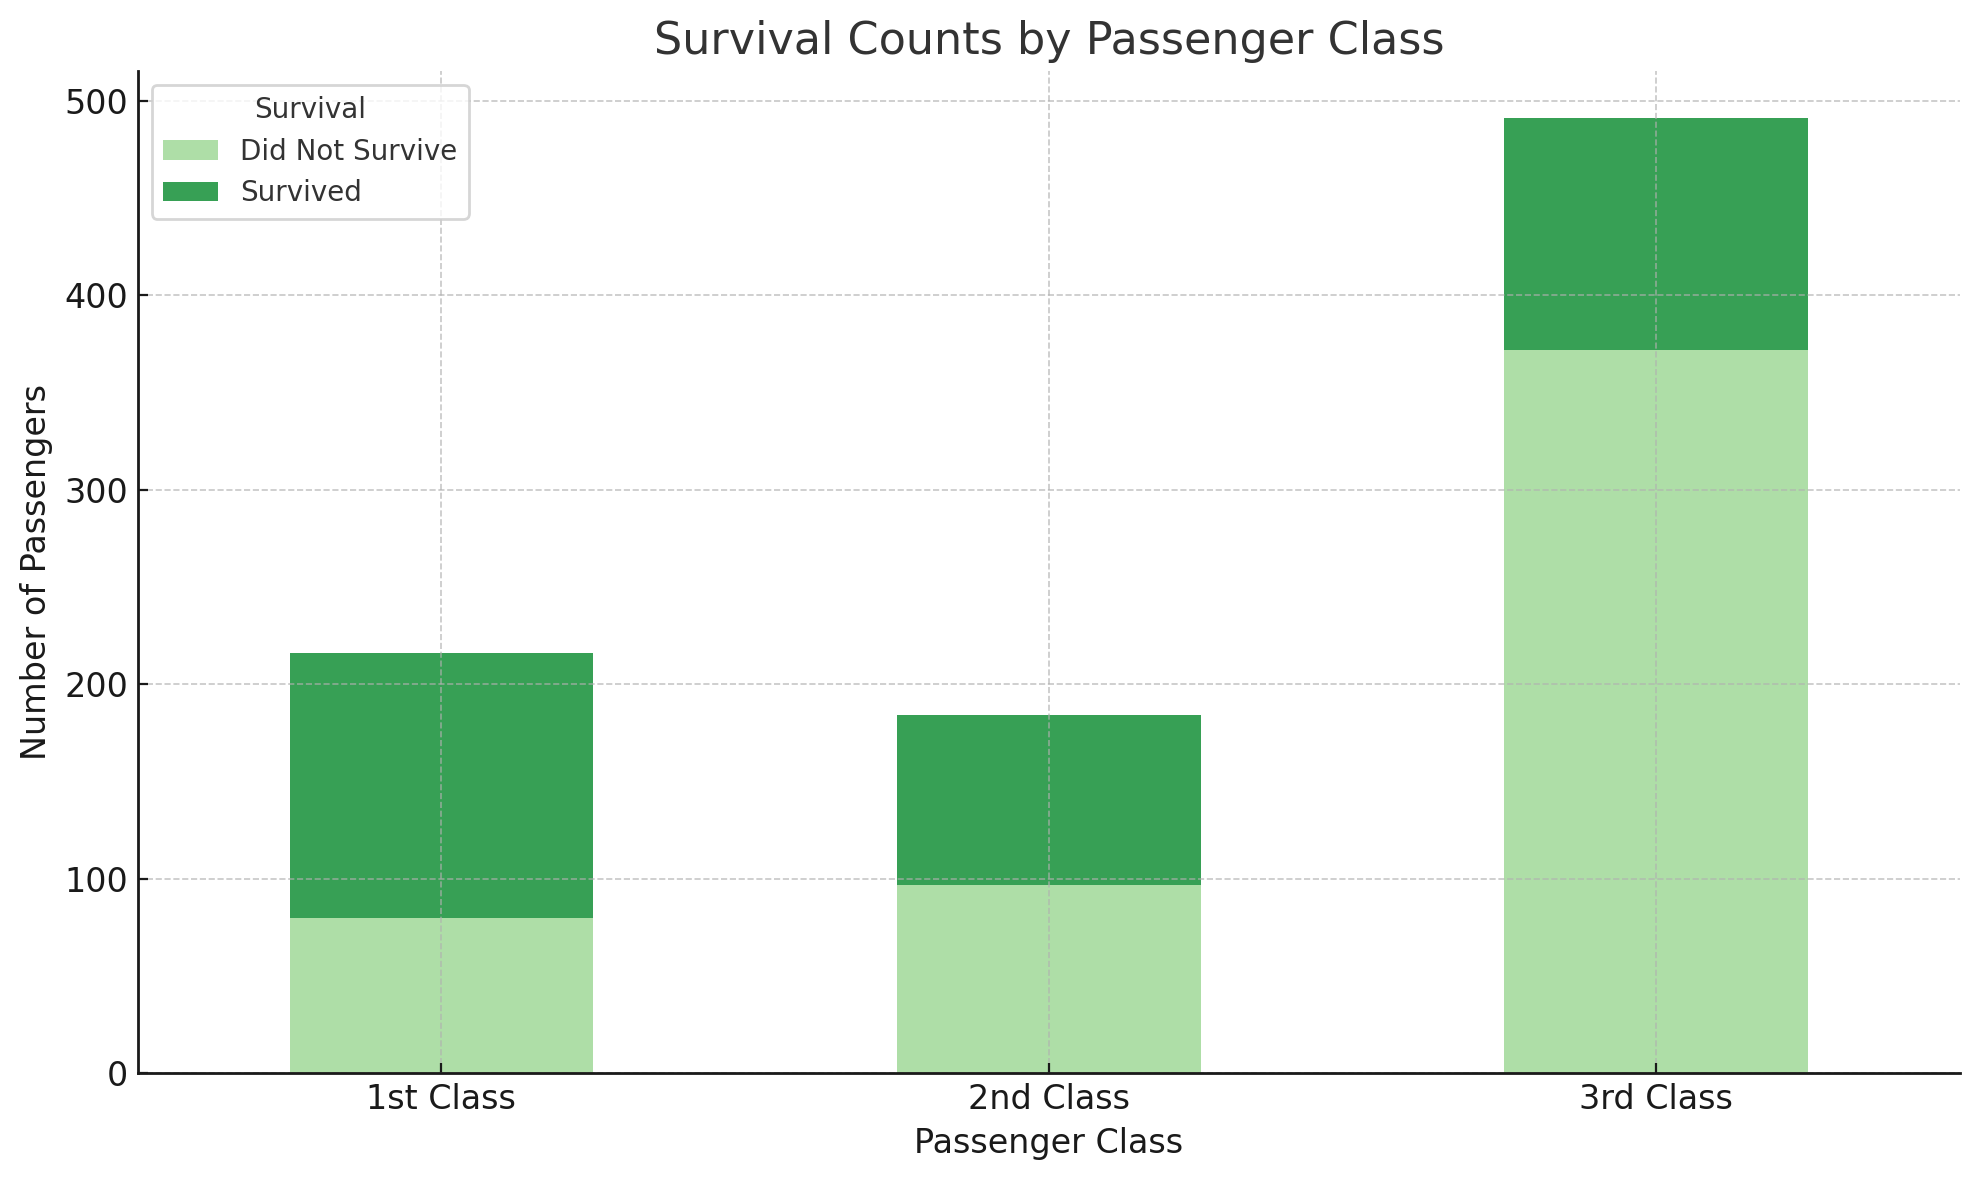 Survival Counts by Passenger Class
Survival
Did Not Survive
Survived
Number of Passengers
500
400
300
200
100
0
1st Class 2nd Class 3rd Class
Passenger Class